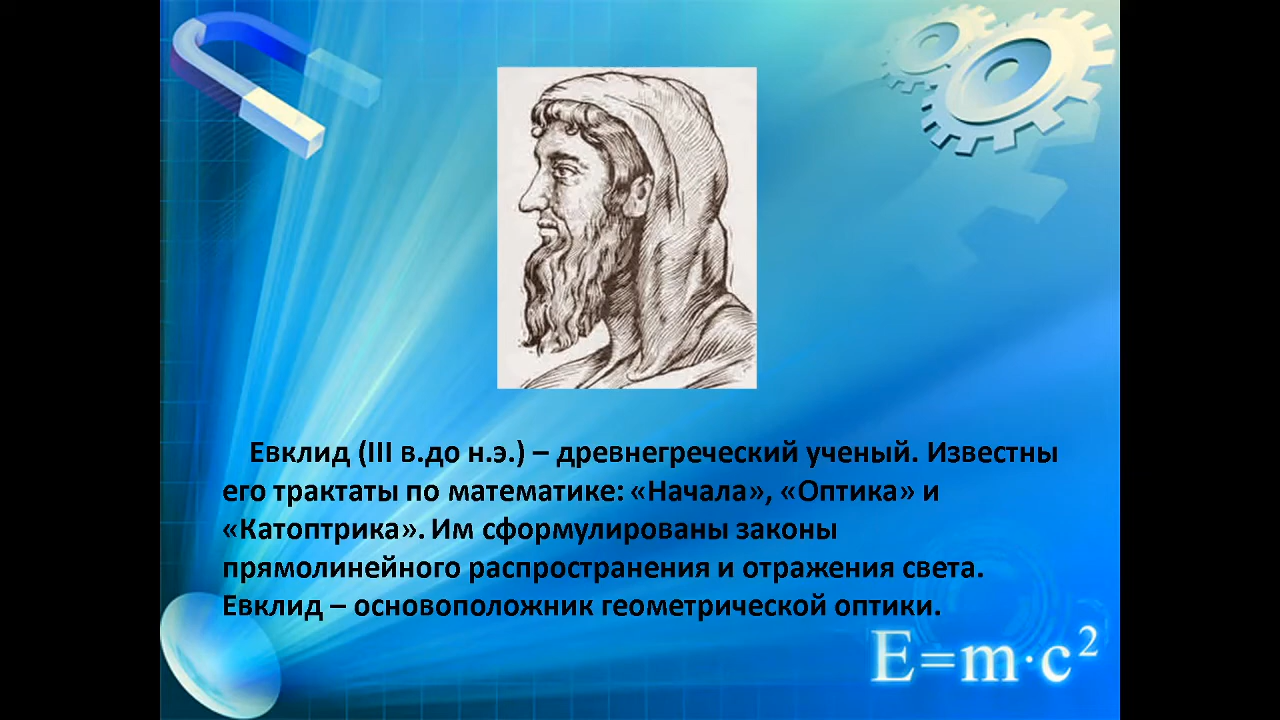 Евклид (III в.до н.э.) – древнегреческий ученый. Известны
его трактаты по математике: «Начала», «Оптика» и
«Катоптрика». Им сформулированы законы
прямолинейного распространения и отражения света.
Евклид – основоположник геометрической оптики.
E=m·c²